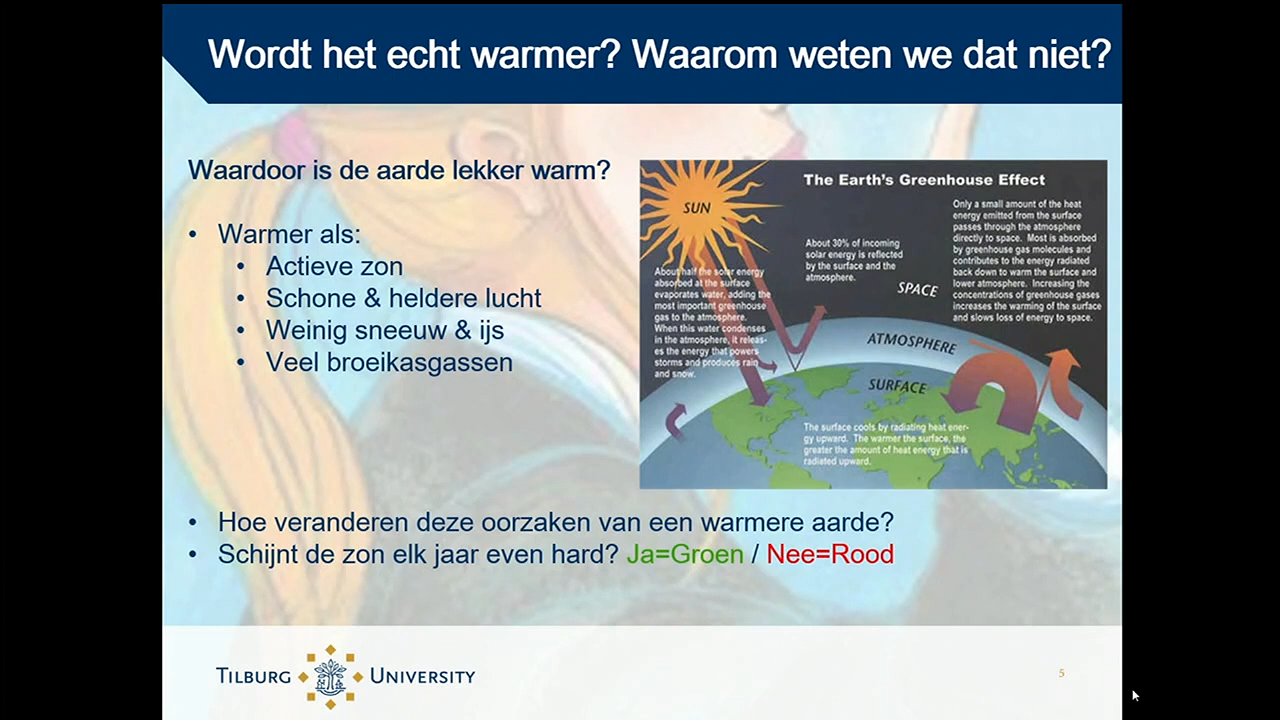 Wordt het echt warmer? Waarom weten we dat niet?
Waardoor is de aarde lekker warm?
• Warmer als:
• Actieve zon
• Schone & heldere lucht
• Weinig sneeuw & ijs
• Veel broeikasgassen
The Earth's Greenhouse Effect
SUN
About half the solar energy
absorbed at the surface
evaporates water, adding the
most important greenhouse
gas to the atmosphere.
When this water condenses
in the atmosphere, it releas-
es the energy that powers
storms and produces rain
and snow.
About 30% of incoming
solar energy is reflected
by the surface and the
atmosphere.
Only a small amount of the heat
energy emitted from the surface
passes through the atmosphere
directly to space. Most is absorbed
by greenhouse gas molecules and
contributes to the energy radiated
back down to warm the surface and
lower atmosphere. Increasing the
concentrations of greenhouse gases
increases the warming of the surface
and slows loss of energy to space.
SPACE
ATMOSPHERE
SURFACE
The surface cools by radiating heat ener-
gy upward. The warmer the surface, the
greater the amount of heat energy that is
radiated upward.
• Hoe veranderen deze oorzaken van een warmere aarde?
• Schijnt de zon elk jaar even hard? Ja=Groen / Nee=Rood
TILBURG UNIVERSITY
5